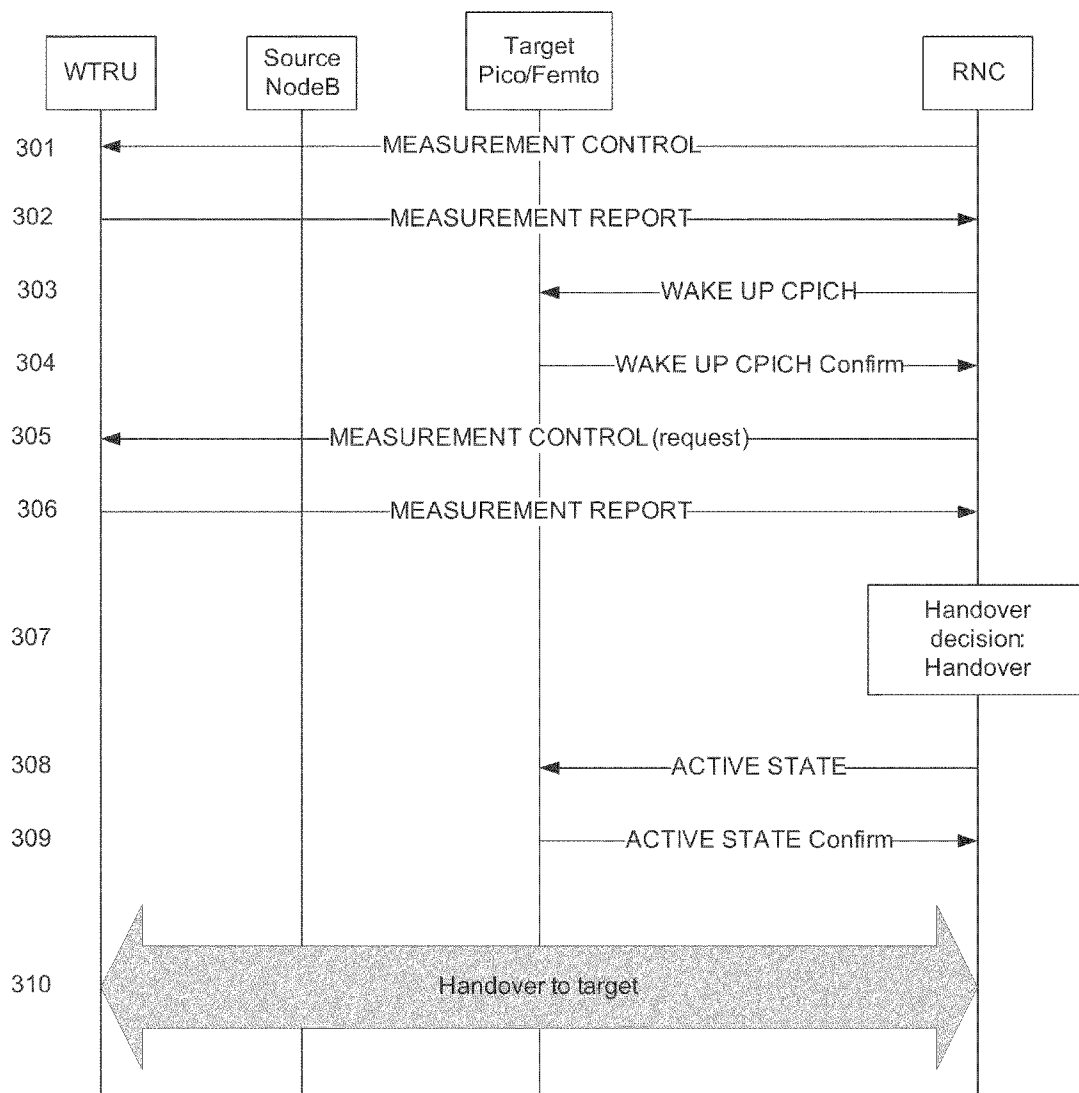 WTRU
Source
NodeB
Target
Pico/Femto
RNC
301
MEASUREMENT CONTROL
302
MEASUREMENT REPORT
303
WAKE UP CPICH
304
WAKE UP CPICH Confirm
305
MEASUREMENT CONTROL (request)
306
MEASUREMENT REPORT
307
Handover
decision:
Handover
308
ACTIVE STATE
309
ACTIVE STATE Confirm
310
Handover to target